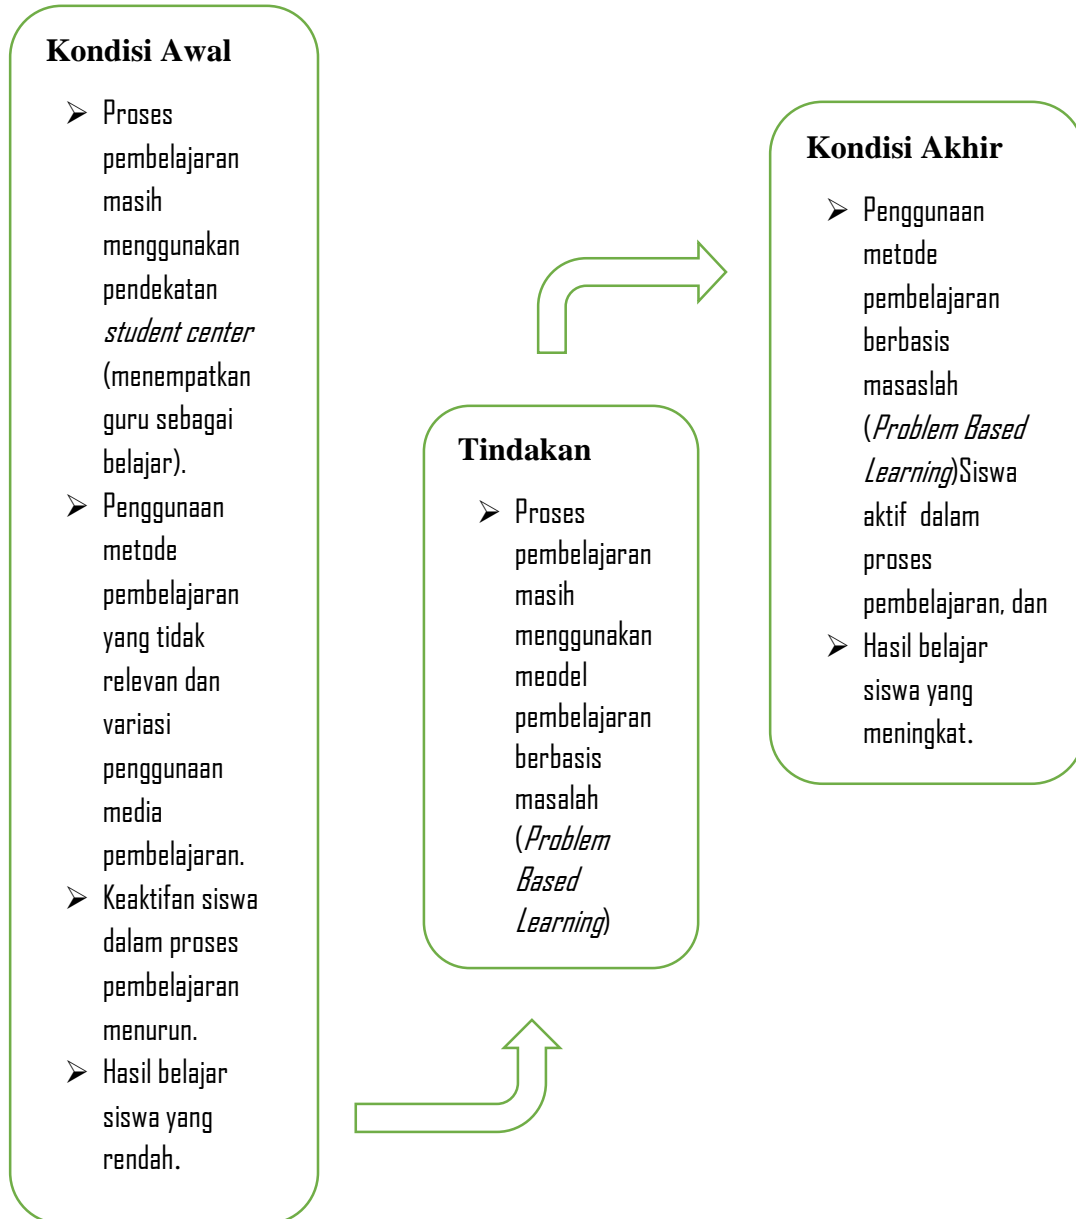 Kondisi Awal
➢ Proses
pembelajaran
masih
menggunakan
pendekatan
student center
(menempatkan
guru sebagai
belajar).
➢ Penggunaan
metode
pembelajaran
yang tidak
relevan dan
variasi
penggunaan
media
pembelajaran.
➢ Keaktifan siswa
dalam proses
pembelajaran
menurun.
➢ Hasil belajar
siswa yang
rendah.
Tindakan
➢ Proses
pembelajaran
masih
menggunakan
meodel
pembelajaran
berbasis
masalah
(Problem
Based
Learning)
Kondisi Akhir
➢ Penggunaan
metode
pembelajaran
berbasis
masaslah
(Problem Based
Learning)Siswa
aktif dalam
proses
pembelajaran, dan
➢ Hasil belajar
siswa yang
meningkat.